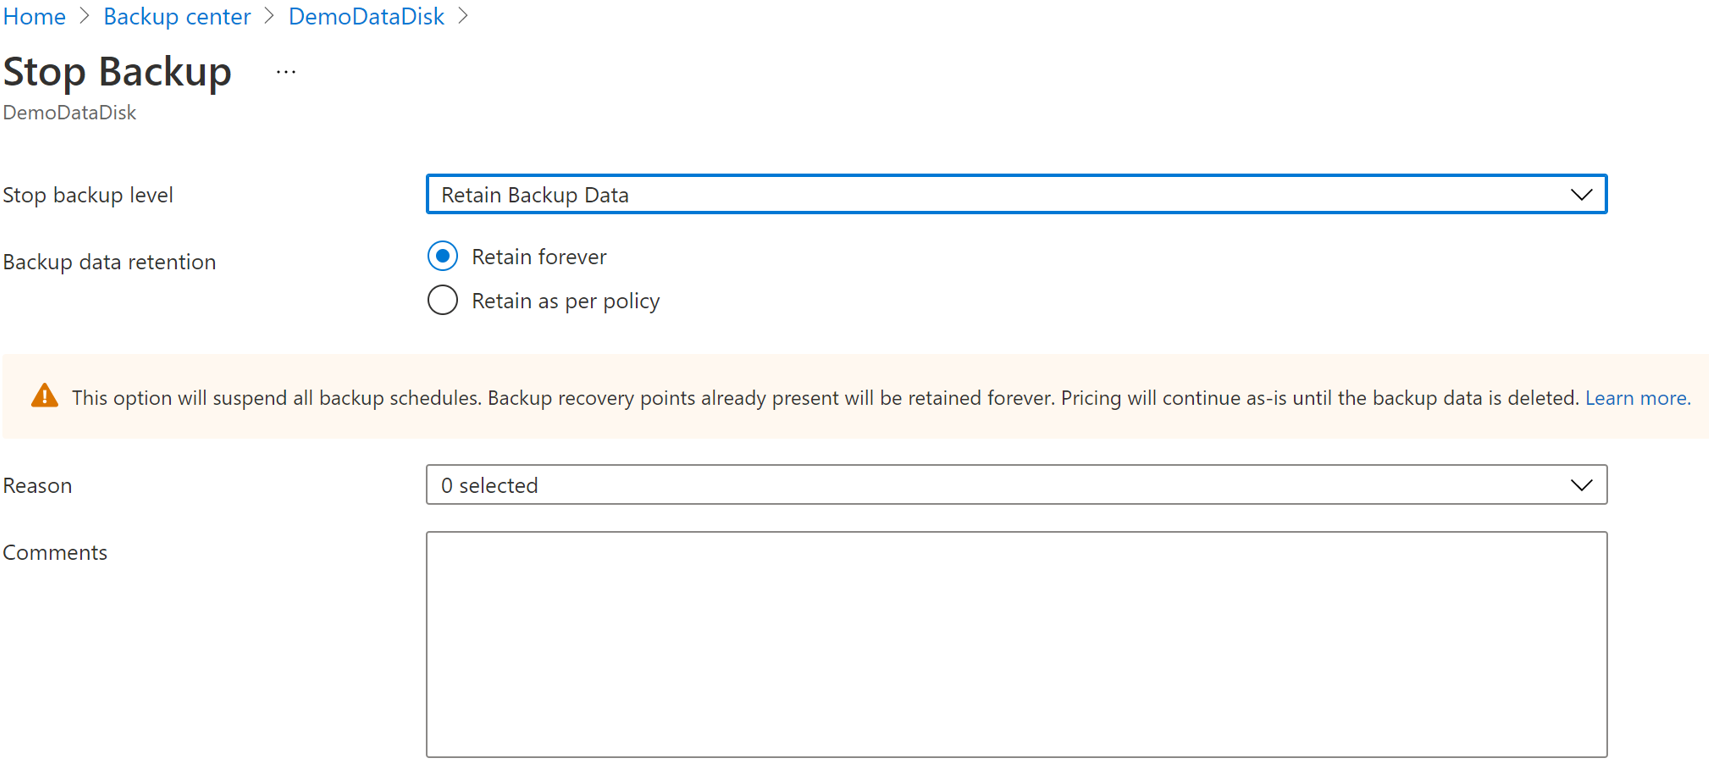 Home > Backup center > DemoDataDisk >
Stop Backup ...
DemoDataDisk
Stop backup level
Retain Backup Data
Backup data retention
Retain forever
Retain as per policy
This option will suspend all backup schedules. Backup recovery points already present will be retained forever. Pricing will continue as-is until the backup data is deleted. Learn more.
Reason
0 selected
Comments